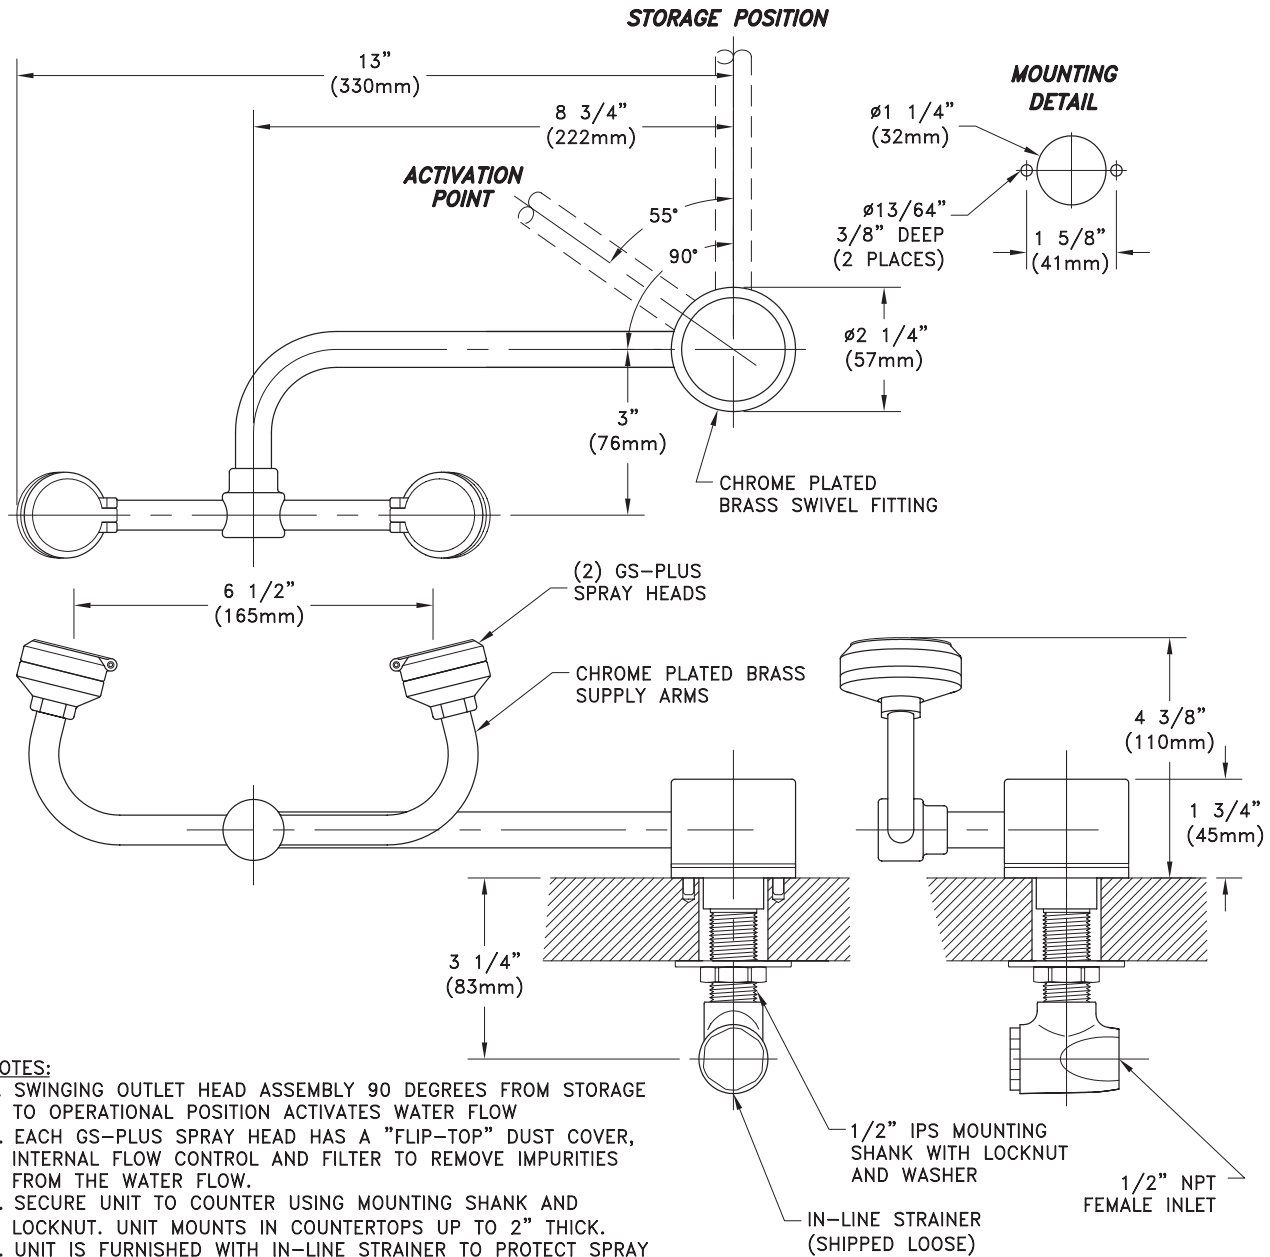 STORAGE POSITION
13"
(330mm)
8 3/4"
(222mm)
ACTIVATION
POINT
55°
90°
MOUNTING
DETAIL
ø1 1/4"
(32mm)
ø13/64"
3/8" DEEP
(2 PLACES)
1 5/8"
(41mm)
ø2 1/4"
(57mm)
3"
(76mm)
CHROME PLATED
BRASS SWIVEL FITTING
6 1/2"
(165mm)
(2) GS-PLUS
SPRAY HEADS
CHROME PLATED BRASS
SUPPLY ARMS
4 3/8"
(110mm)
1 3/4"
(45mm)
3 1/4"
(83mm)
1/2" IPS MOUNTING
SHANK WITH LOCKNUT
AND WASHER
1/2" NPT
FEMALE INLET
IN-LINE STRAINER
(SHIPPED LOOSE)
OTES:
. SWINGING OUTLET HEAD ASSEMBLY 90 DEGREES FROM STORAGE
TO OPERATIONAL POSITION ACTIVATES WATER FLOW
. EACH GS-PLUS SPRAY HEAD HAS A "FLIP-TOP" DUST COVER,
INTERNAL FLOW CONTROL AND FILTER TO REMOVE IMPURITIES
FROM THE WATER FLOW.
. SECURE UNIT TO COUNTER USING MOUNTING SHANK AND
LOCKNUT. UNIT MOUNTS IN COUNTERTOPS UP TO 2" THICK.
. UNIT IS FURNISHED WITH IN-LINE STRAINER TO PROTECT SPRAY